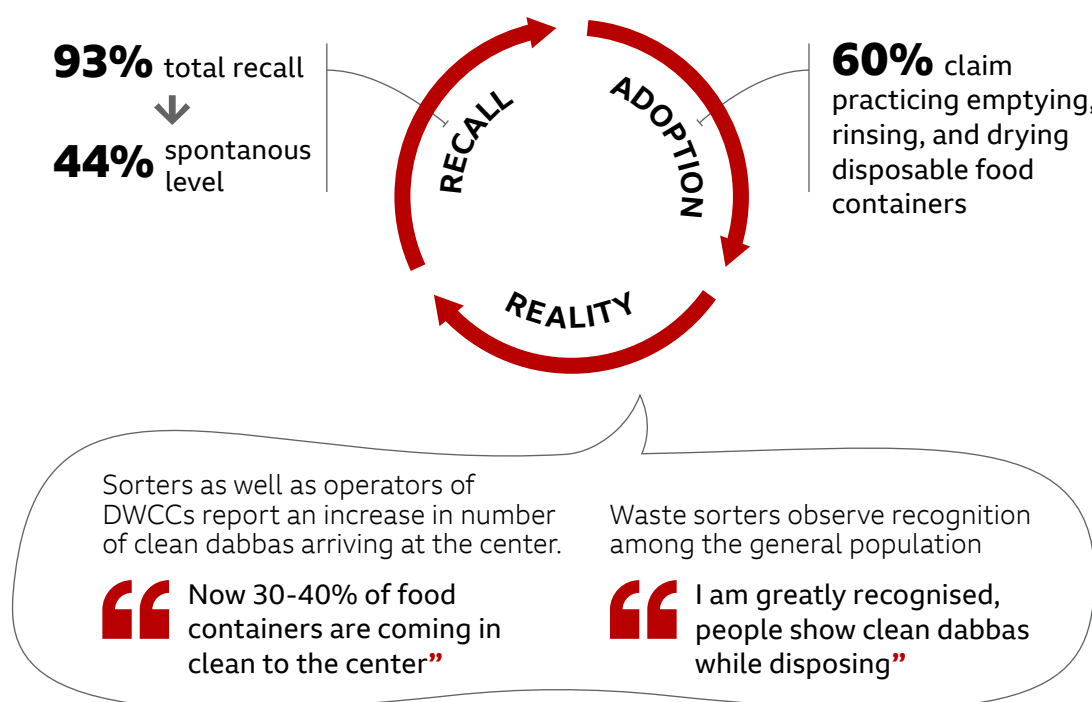 93% total recall
44% spontanous
level
RECALL
ADOPTION
REALITY
60% claim
practicing emptying,
rinsing, and drying
disposable food
containers
Sorters as well as operators of
DWCCs report an increase in number
of clean dabbas arriving at the center.
“ Now 30-40% of food
containers are coming in
clean to the center”
Waste sorters observe recognition
among the general population
“ I am greatly recognised,
people show clean dabbas
while disposing”